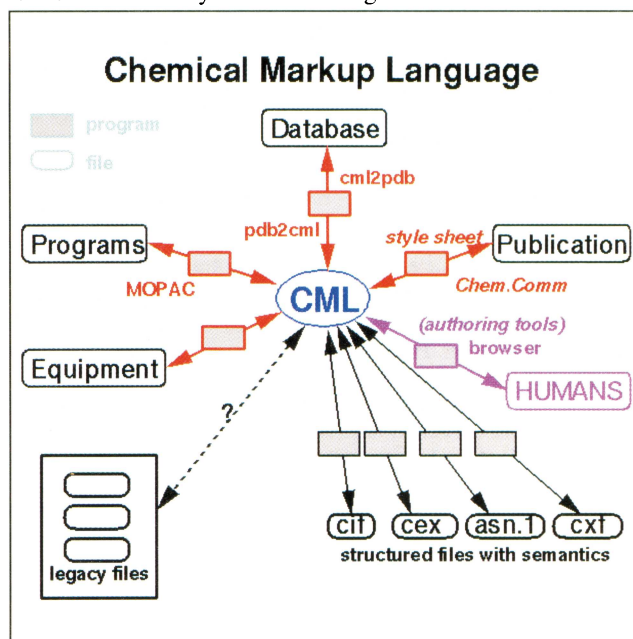 Chemical Markup Language
program
file
Database
cml2pdb
pdb2cml
Programs
MOPAC
style sheet
Publication
Chem.Comm
CML
(authoring tools)
browser
HUMANS
Equipment
?
cif
cex
asn.1
cxf
structured files with semantics
legacy files